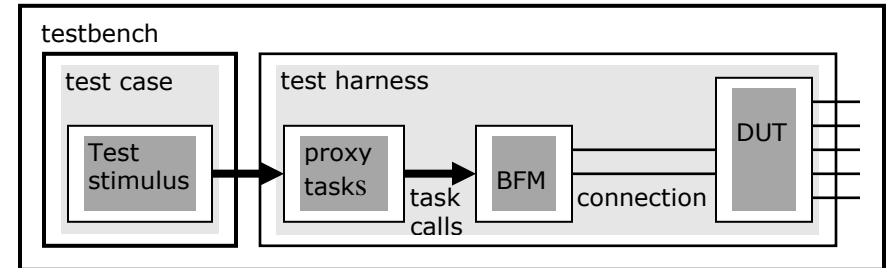 testbench
test case
test harness
Test
stimulus
proxy
tasks
task
calls
BFM
connection
DUT